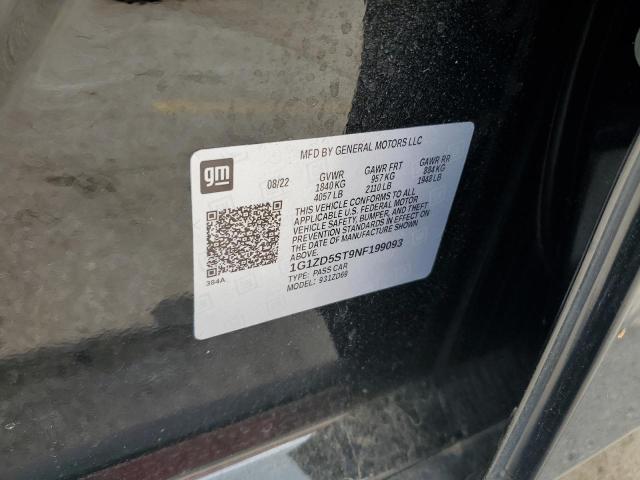 MFD BY GENERAL MOTORS LLC
gm
08/22 GVWR GAWR FRT GAWR RR
1840 KG 957 KG 884 KG
4057 LB 2110 LB 1948 LB
THIS VEHICLE CONFORMS TO ALL
APPLICABLE U.S. FEDERAL MOTOR
VEHICLE SAFETY, BUMPER, AND THEFT
PREVENTION STANDARDS IN EFFECT ON
THE DATE OF MANUFACTURE SHOWN
ABOVE.
1G1ZD5ST9NF199093
TYPE: PASS CAR
MODEL: 931ZD69
384A